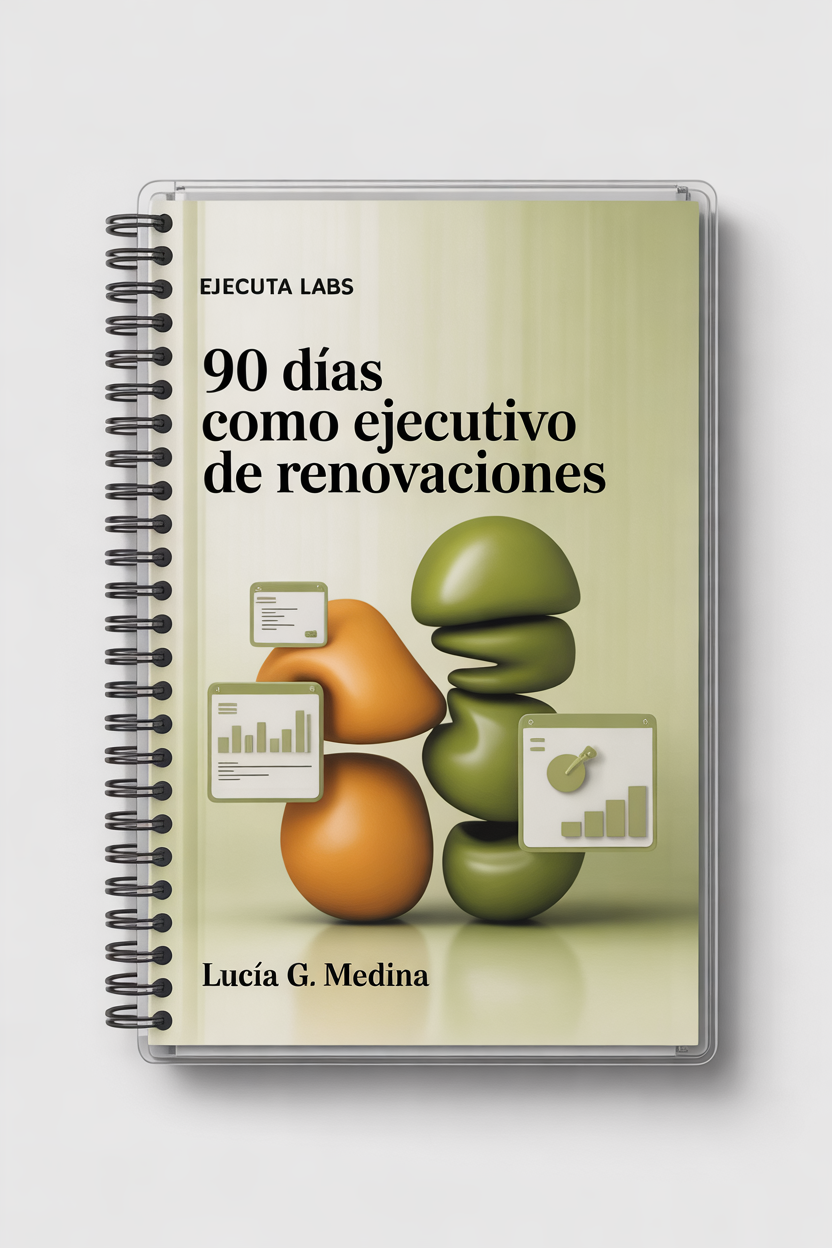 EJECUTA LABS
90 días
como ejecutivo
de renovaciones
Lucía G. Medina